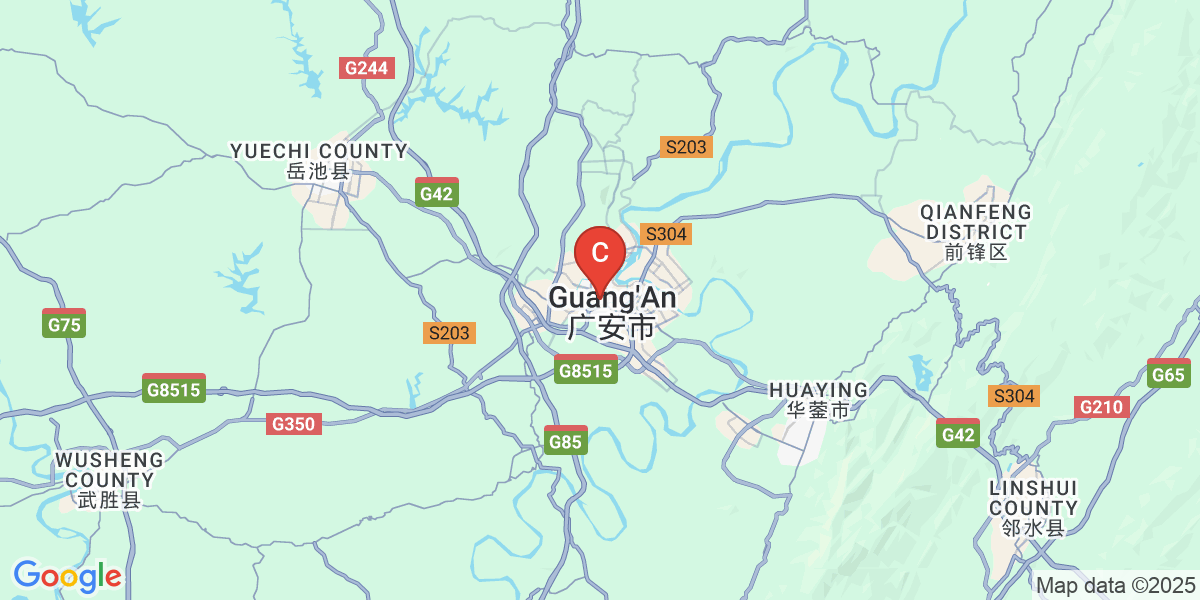 G244
YUECHI COUNTY
岳池县
S203
G42
QIANFENG
DISTRICT
前锋区
S304
C
Guang'An
广安市
G75
S203
G8515
G8515
G65
HUAYING
华蓥市
S304
G210
G350
G42
G85
WUSHENG
COUNTY
武胜县
LINSHUI
COUNTY
邻水县
Google
Map data ©2025